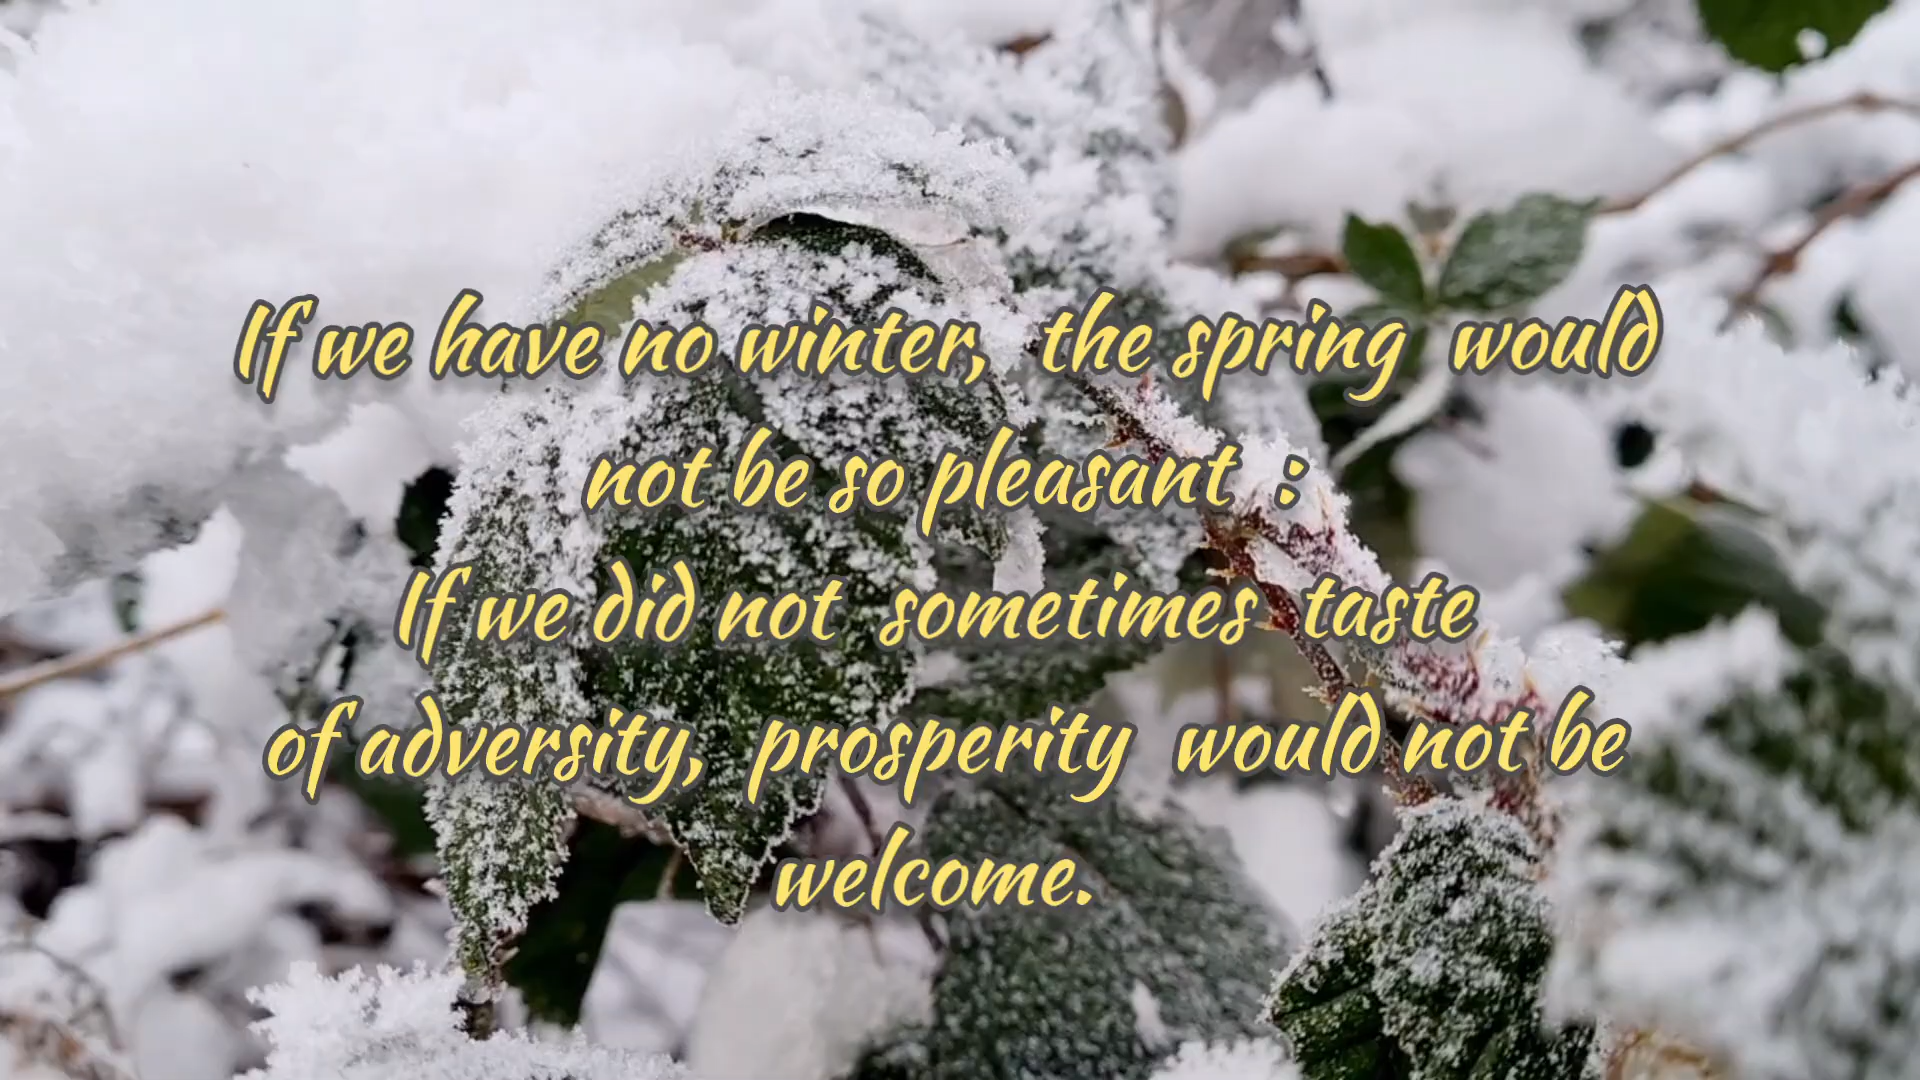 If we have no winter, the spring would
not be so pleasant :
If we did not sometimes taste
of adversity, prosperity would not be
welcome.